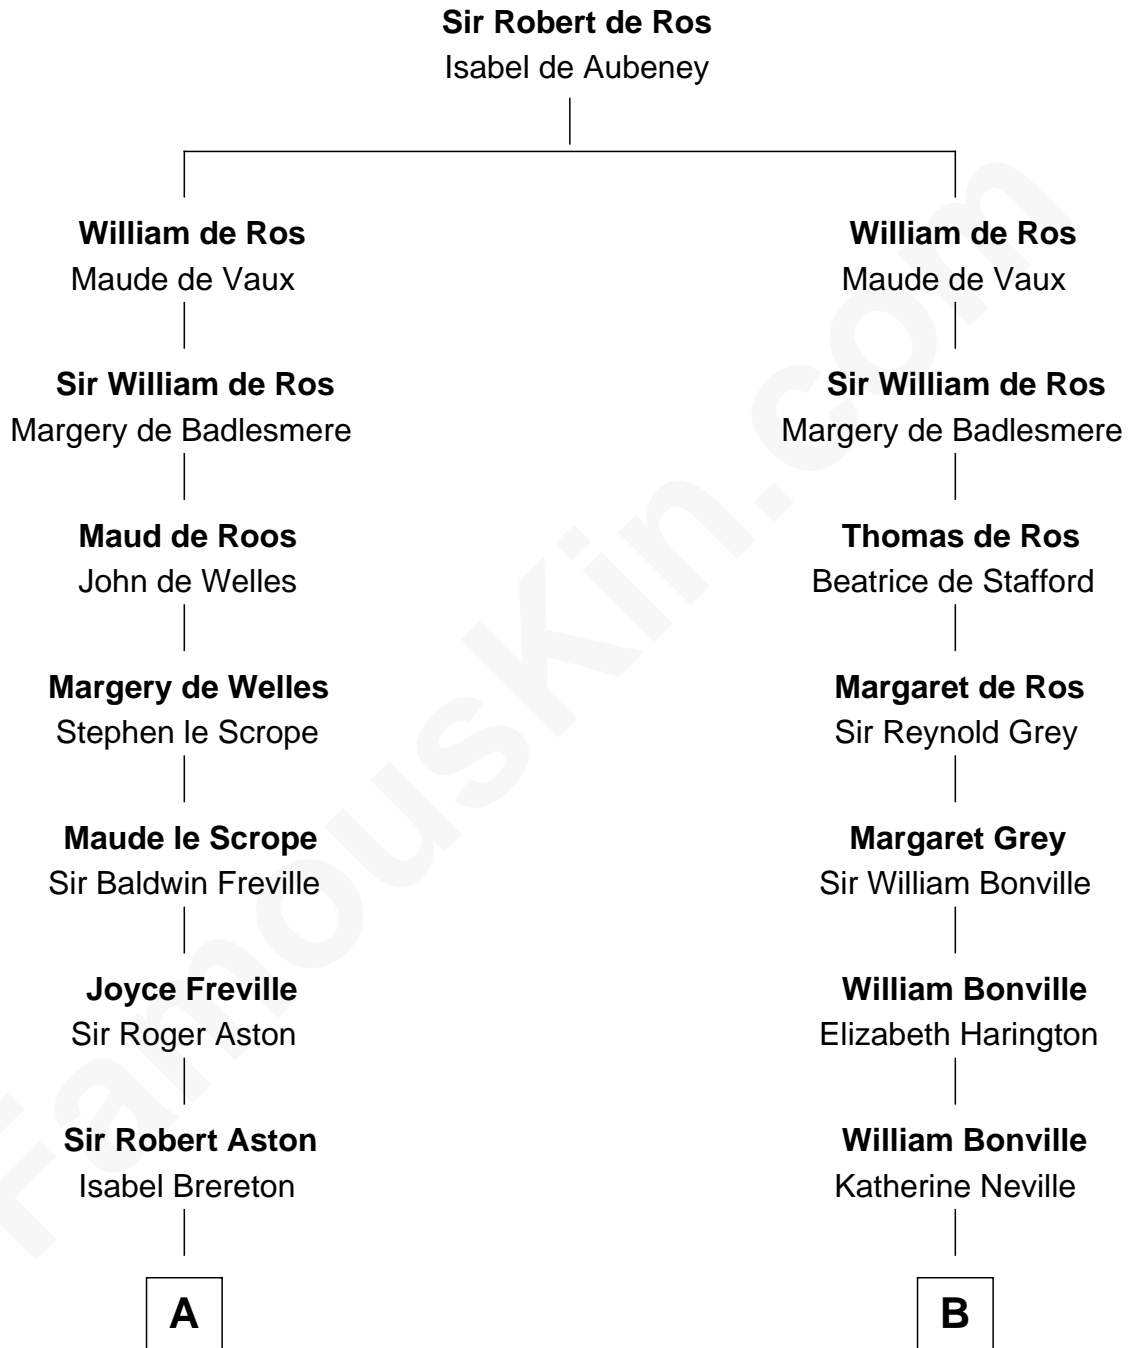 Sir Robert de Ros
Isabel de Aubeney
William de Ros
Maude de Vaux
Sir William de Ros
Margery de Badlesmere
Maud de Roos
John de Welles
Margery de Welles
Stephen le Scrope
Maude le Scrope
Sir Baldwin Freville
Joyce Freville
Sir Roger Aston
Sir Robert Aston
Isabel Brereton
A
William de Ros
Maude de Vaux
Sir William de Ros
Margery de Badlesmere
Thomas de Ros
Beatrice de Stafford
Margaret de Ros
Sir Reynold Grey
Margaret Grey
Sir William Bonville
William Bonville
Elizabeth Harington
William Bonville
Katherine Neville
B
FamousKin.com